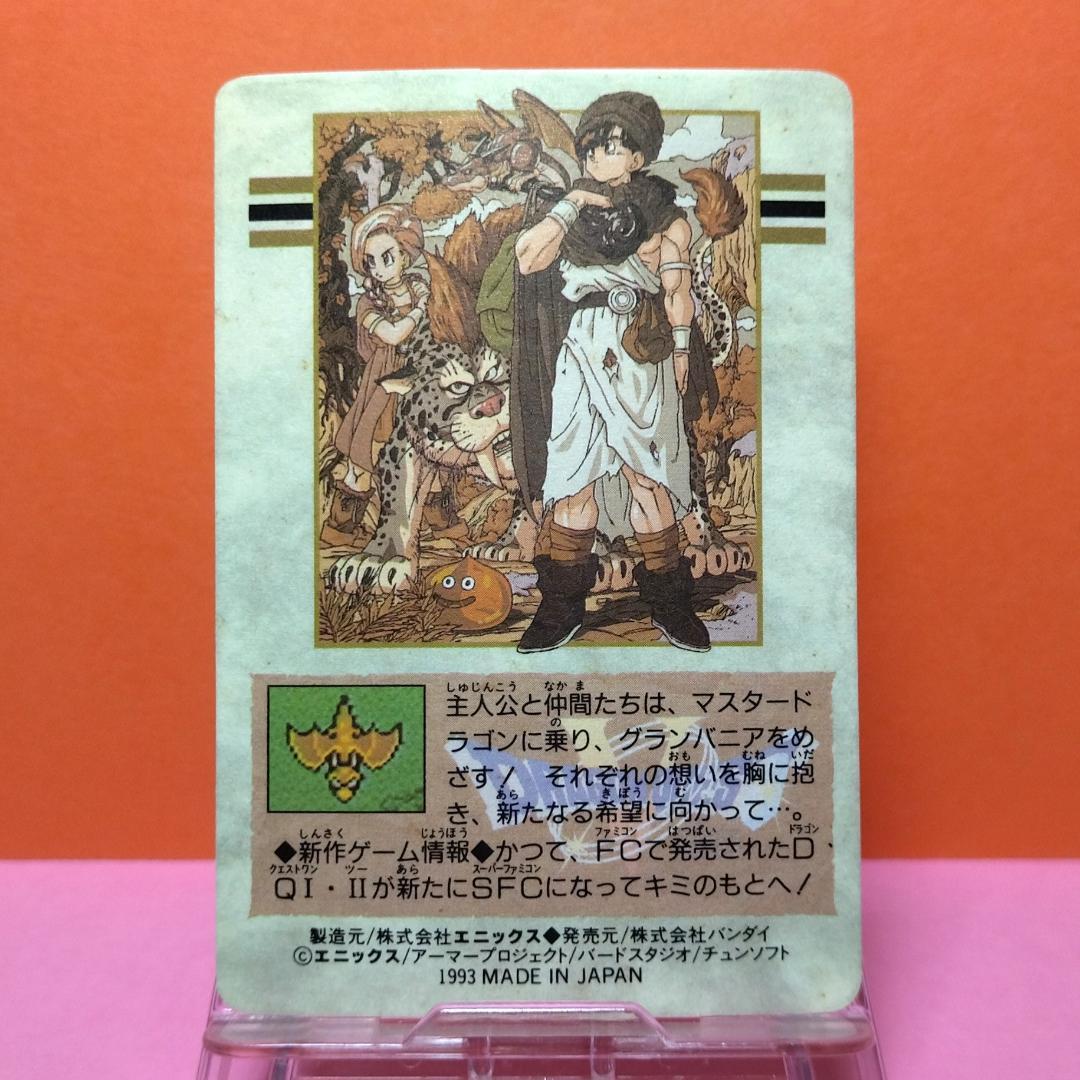 主人公と仲間たちは、マスタード
ラゴンに乗り、グランバニアをめ
ざす! それぞれの想いを胸に抱
き、新たなる希望に向かって…。
◆新作ゲーム情報◆かつて、FCで発売されたD
QI・IIが新たにSFCになってキミのもとへ!
製造元/株式会社エニックス◆発売元/株式会社バンダイ
©エニックス/アーマープロジェクト/バードスタジオ/チュンソフト
1993 MADE IN JAPAN